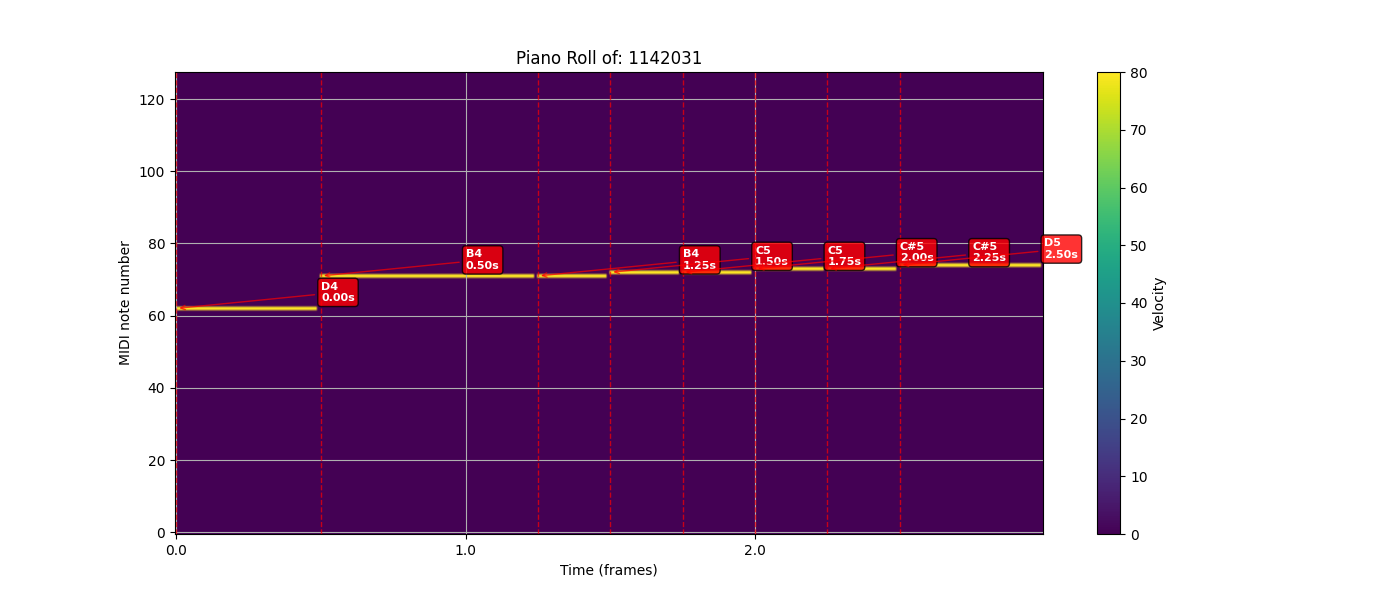 Piano Roll of: 1142031
MIDI note number
120
100
80
60
40
20
0
D4
0.00s
B4
0.50s
B4
1.25s
C5
1.50s
C5
1.75s
C#5
2.00s
C#5
2.25s
D5
2.50s
0.0
1.0
2.0
Time (frames)
80
70
60
50
40
30
20
10
0
Velocity